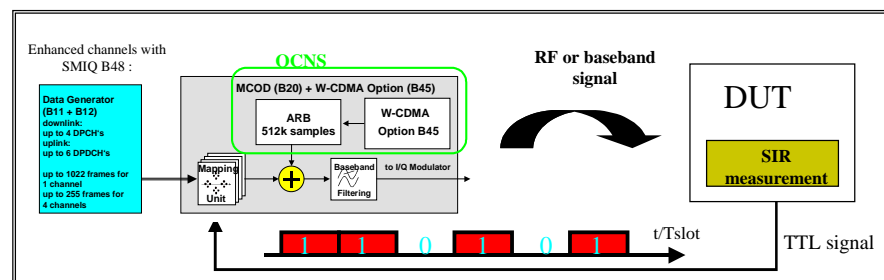 Enhanced channels with
SMIQ B48 :
OCNS
RF or baseband
signal
MCOD (B20) + W-CDMA Option (B45)
Data Generator
(B11 + B12)
downlink:
up to 4 DPCH's
uplink:
up to 6 DPDCH's
up to 1022 frames for
1 channel
up to 255 frames for
4 channels
ARB
512k samples
W-CDMA
Option B45
Mapping
Unit
+
Baseband
Filtering
to I/Q Modulator
DUT
SIR
measurement
1 1 0 1 0 1
t/Tslot
TTL signal